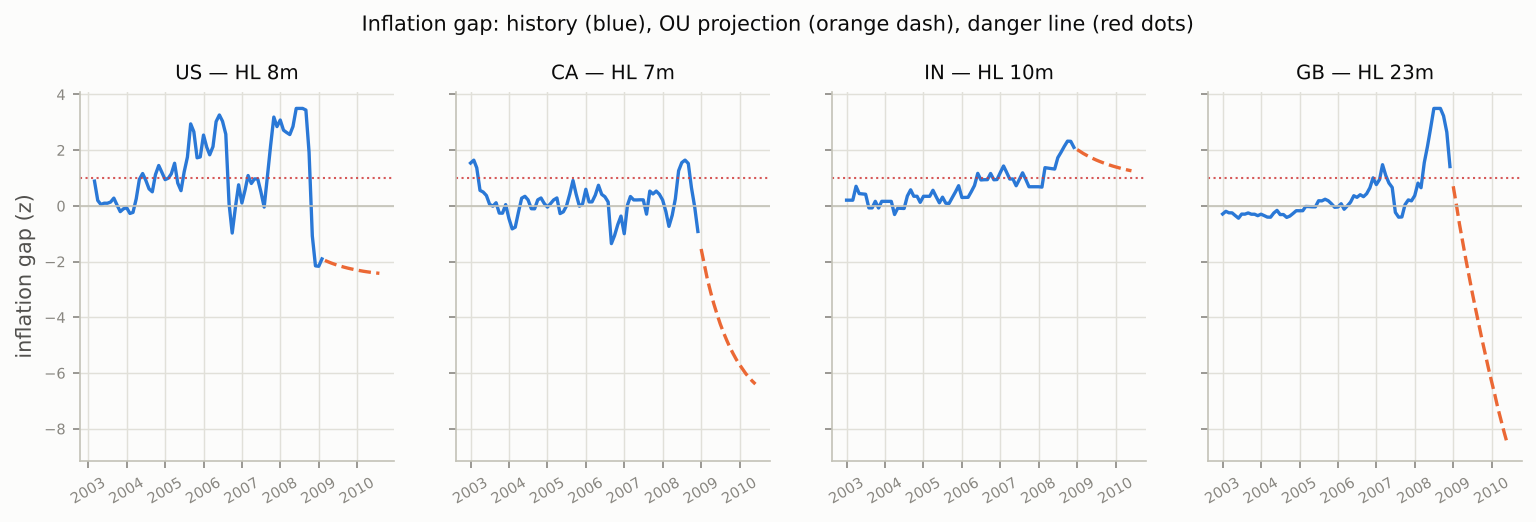 Inflation gap: history (blue), OU projection (orange dash), danger line (red dots)
US — HL 8m
CA — HL 7m
IN — HL 10m
GB — HL 23m
inflation gap (z)
4
2
0
−2
−4
−6
−8
2003 2004 2005 2006 2007 2008 2009 2010
2003 2004 2005 2006 2007 2008 2009 2010
2003 2004 2005 2006 2007 2008 2009 2010
2003 2004 2005 2006 2007 2008 2009 2010